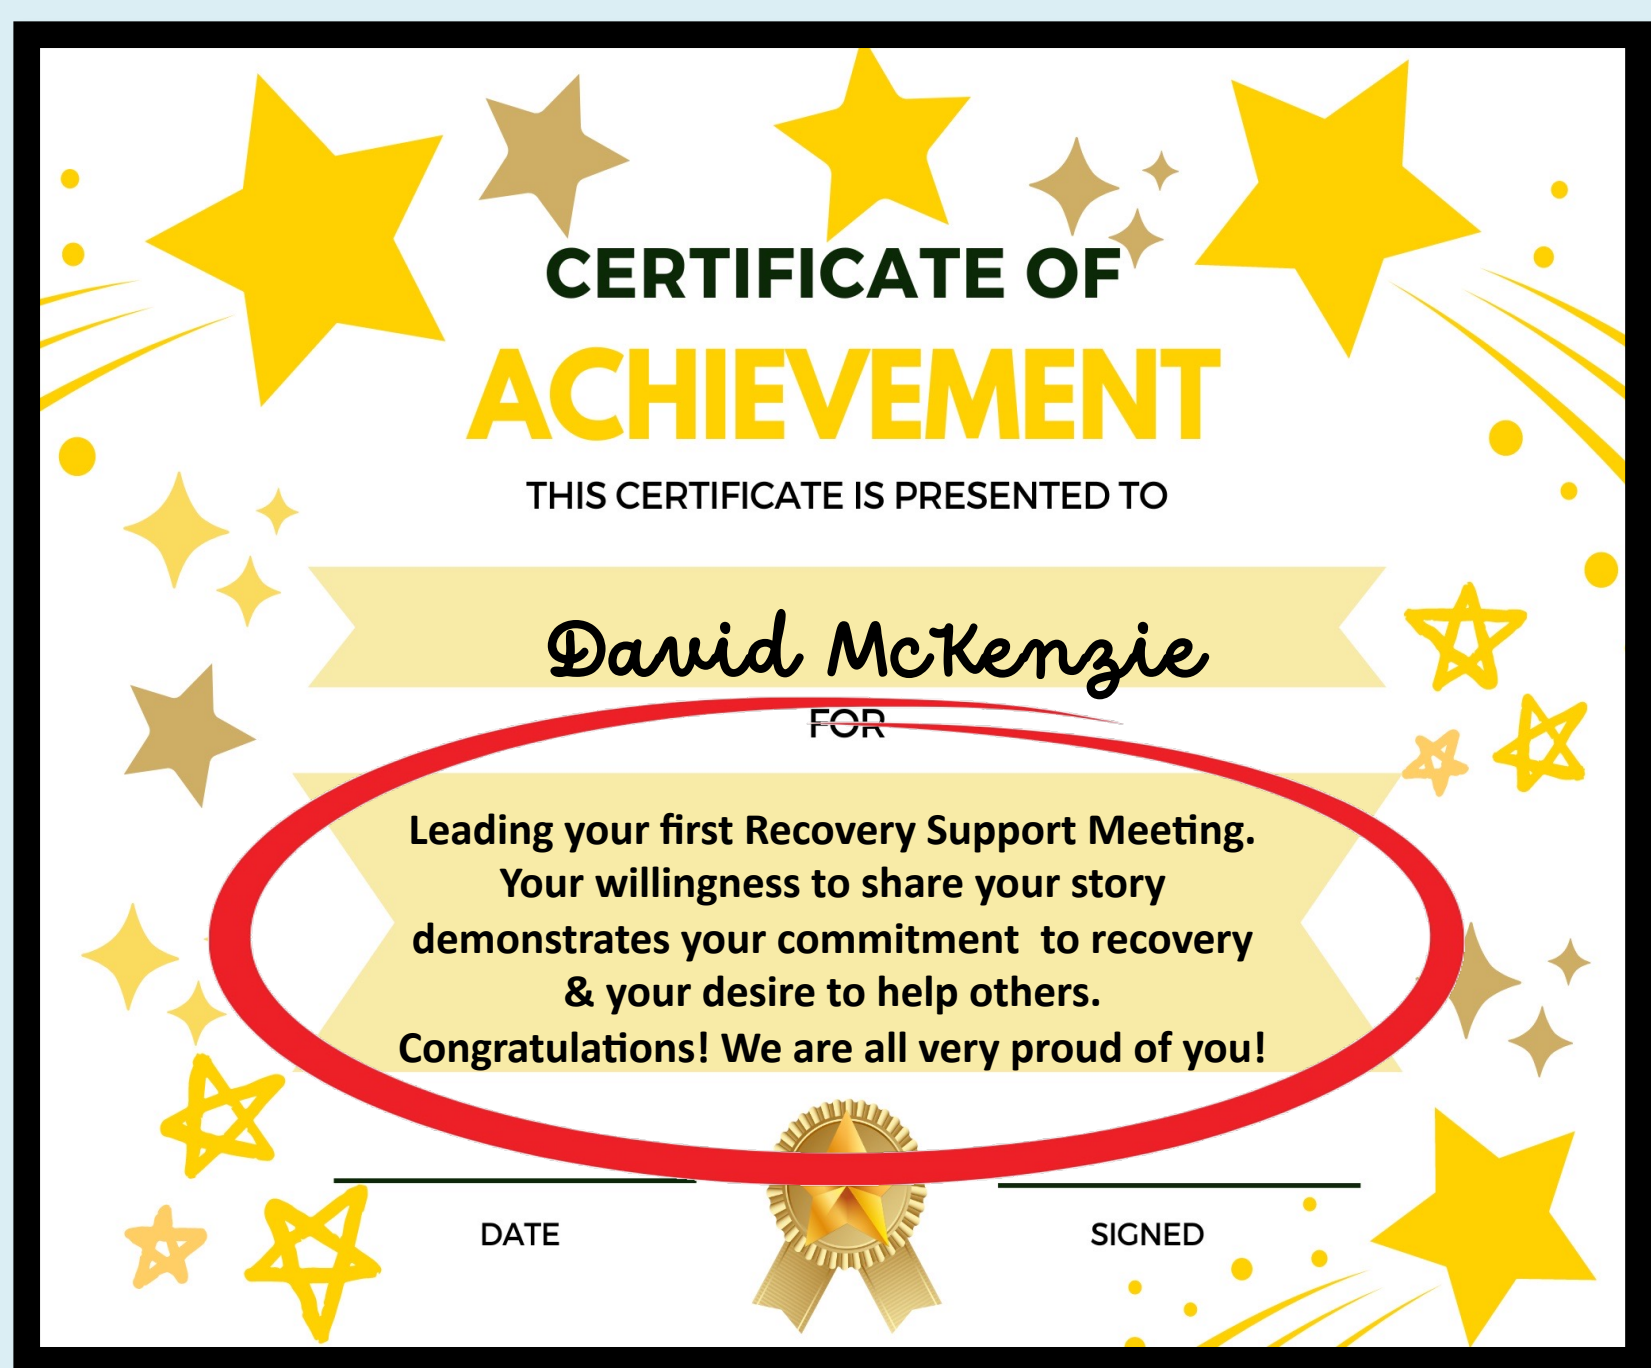 CERTIFICATE OF
ACHIEVEMENT
THIS CERTIFICATE IS PRESENTED TO
David McKenzie
FOR
Leading your first Recovery Support Meeting.
Your willingness to share your story
demonstrates your commitment  to recovery
& your desire to help others.
Congratulations! We are all very proud of you!
DATE
SIGNED